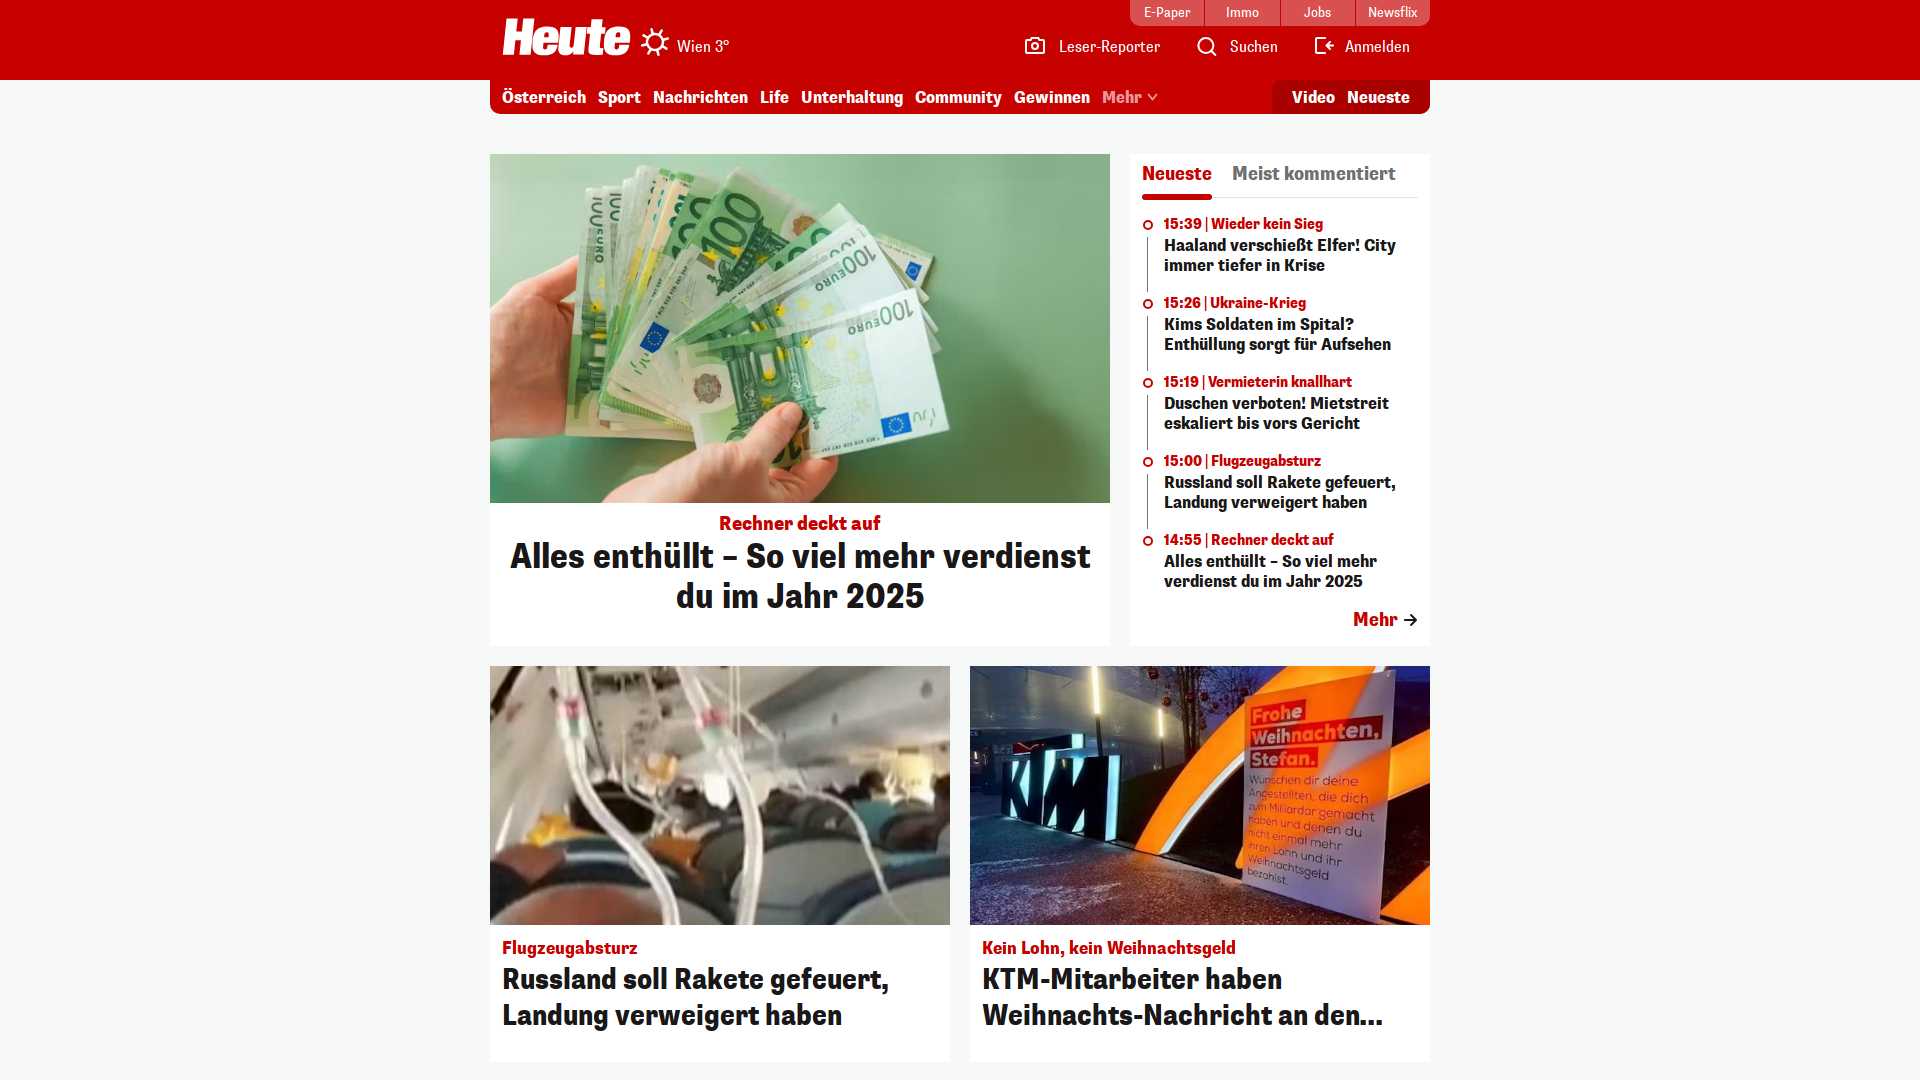 E-Paper
Immo
Jobs
Newsflix
Heute
Wien 3°
Leser-Reporter
Suchen
Anmelden
Österreich
Sport
Nachrichten
Life
Unterhaltung
Community
Gewinnen
Mehr
Video
Neueste
100
100 EURO
100 EURO
Rechner deckt auf
Alles enthüllt – So viel mehr verdienst
du im Jahr 2025
Neueste
Meist kommentiert
15:39 | Wieder kein Sieg
Haaland verschießt Elfer! City
immer tiefer in Krise
15:26 | Ukraine-Krieg
Kims Soldaten im Spital?
Enthüllung sorgt für Aufsehen
15:19 | Vermieterin knallhart
Duschen verboten! Mietstreit
eskaliert bis vors Gericht
15:00 | Flugzeugabsturz
Russland soll Rakete gefeuert,
Landung verweigert haben
14:55 | Rechner deckt auf
Alles enthüllt – So viel mehr
verdienst du im Jahr 2025
Mehr
Flugzeugabsturz
Russland soll Rakete gefeuert,
Landung verweigert haben
KTM
Frohe
Weihnachten,
Stefan.
Wünschen dir deine
Angestellten, die dich
zum Milliardär gemacht
haben und denen du
nicht einmal mehr
ihren Lohn und ihr
Weihnachtsgeld
bezahlst.
Kein Lohn, kein Weihnachtsgeld
KTM-Mitarbeiter haben
Weihnachts-Nachricht an den...